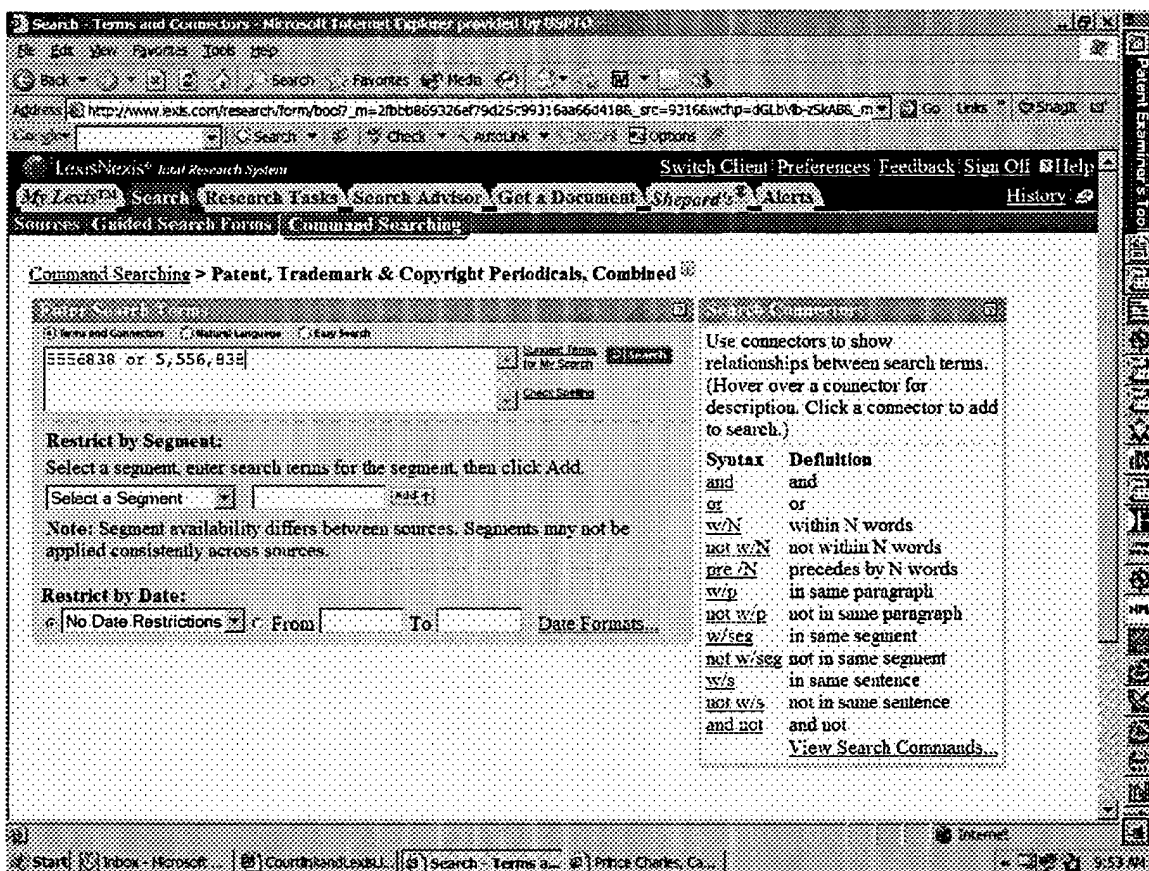 Search - Terms and Connectors - Microsoft Internet Explorer provided by USPTO
File Edit View Favorites Tools Help
Back Search Favorites Media
Address http://www.lexis.com/research/form/bool?_m=
Go Links SnagIt
Google Search Check AutoLink Options
LexisNexis® Total Research System Switch Client Preferences Feedback Sign Off Help
My Lexis™ Search Research Tasks Search Advisor Get a Document Shepard's® Alerts History
Sources Guided Search Forms Command Searching
Command Searching > Patent, Trademark & Copyright Periodicals, Combined
Enter Search Terms
Terms and Connectors Natural Language Easy Search
5556838 or 5,556,838
Suggest Terms for My Search
Search
Check Spelling
Restrict by Segment:
Select a segment, enter search terms for the segment, then click Add.
Select a Segment Add ↑
Note: Segment availability differs between sources. Segments may not be
applied consistently across sources.
Restrict by Date:
No Date Restrictions From To Date Formats...
Search Connectors
Use connectors to show
relationships between search terms.
(Hover over a connector for
description. Click a connector to add
to search.)
Syntax Definition
and and
or or
w/N within N words
not w/N not within N words
pre /N precedes by N words
w/p in same paragraph
not w/p not in same paragraph
w/seg in same segment
not w/seg not in same segment
w/s in same sentence
not w/s not in same sentence
and not and not
View Search Commands...
Internet
Start Inbox - Microsoft ... CourtlinkandLexisJ... Search - Terms a... Prince Charles, Ca... 9:53 AM
Patent Examiner's Tool